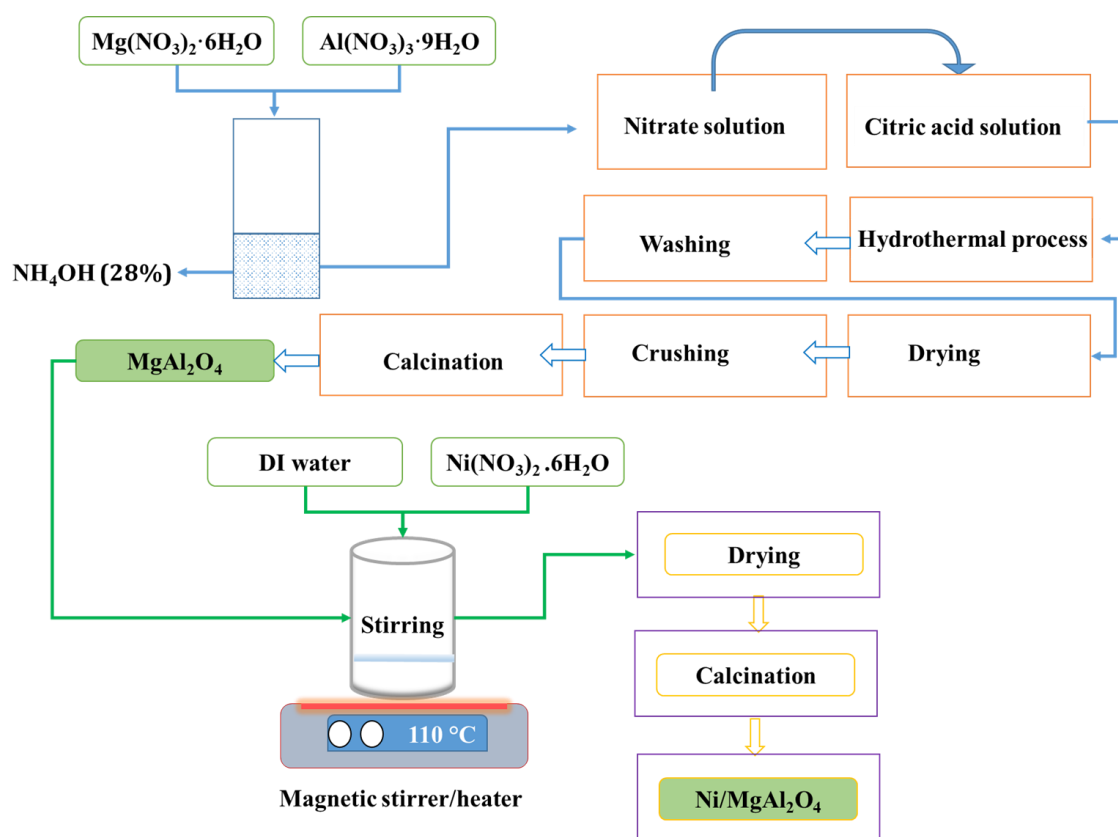 Mg(NO₃)₂·6H₂O
Al(NO₃)₃·9H₂O
Nitrate solution
Citric acid solution
NH₄OH (28%)
Washing
Hydrothermal process
MgAl₂O₄
Calcination
Crushing
Drying
DI water
Ni(NO₃)₂ .6H₂O
Stirring
110 °C
Magnetic stirrer/heater
Drying
Calcination
Ni/MgAl₂O₄